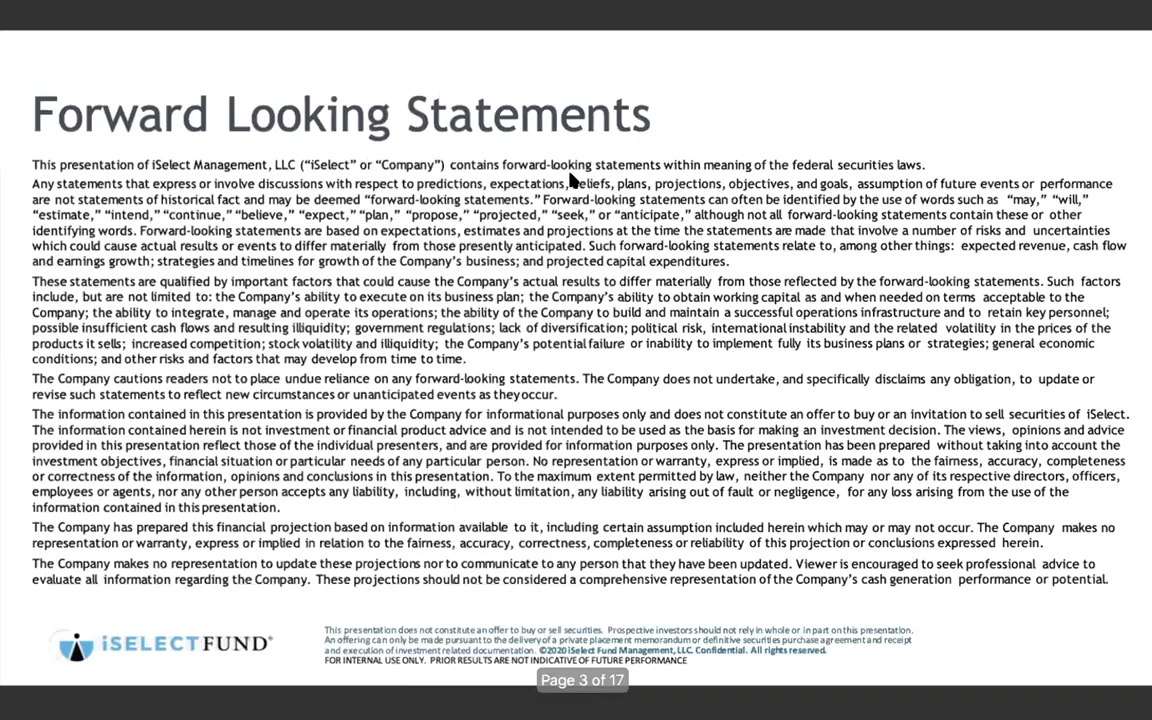 Forward Looking Statements
This presentation of iSelect Management, LLC (“iSelect” or “Company”) contains forward-looking statements within meaning of the federal securities laws.
Any statements that express or involve discussions with respect to predictions, expectations, beliefs, plans, projections, objectives, and goals, assumption of future events or performance
are not statements of historical fact and may be deemed “forward-looking statements.” Forward-looking statements can often be identified by the use of words such as “may,” “will,”
“estimate,” “intend,” “continue,” “believe,” “expect,” “plan,” “propose,” “projected,” “seek,” or “anticipate,” although not all forward-looking statements contain these or other
identifying words. Forward-looking statements are based on expectations, estimates and projections at the time the statements are made that involve a number of risks and uncertainties
which could cause actual results or events to differ materially from those presently anticipated. Such forward-looking statements relate to, among other things: expected revenue, cash flow
and earnings growth; strategies and timelines for growth of the Company’s business; and projected capital expenditures.
These statements are qualified by important factors that could cause the Company’s actual results to differ materially from those reflected by the forward-looking statements. Such factors
include, but are not limited to: the Company’s ability to execute on its business plan; the Company’s ability to obtain working capital as and when needed on terms acceptable to the
Company; the ability to integrate, manage and operate its operations; the ability of the Company to build and maintain a successful operations infrastructure and to retain key personnel;
possible insufficient cash flows and resulting illiquidity; government regulations; lack of diversification; political risk, international instability and the related volatility in the prices of the
products it sells; increased competition; stock volatility and illiquidity; the Company’s potential failure or inability to implement fully its business plans or strategies; general economic
conditions; and other risks and factors that may develop from time to time.
The Company cautions readers not to place undue reliance on any forward-looking statements. The Company does not undertake, and specifically disclaims any obligation, to update or
revise such statements to reflect new circumstances or unanticipated events as they occur.
The information contained in this presentation is provided by the Company for informational purposes only and does not constitute an offer to buy or an invitation to sell securities of iSelect.
The information contained herein is not investment or financial product advice and is not intended to be used as the basis for making an investment decision. The views, opinions and advice
provided in this presentation reflect those of the individual presenters, and are provided for information purposes only. The presentation has been prepared without taking into account the
investment objectives, financial situation or particular needs of any particular person. No representation or warranty, express or implied, is made as to the fairness, accuracy, completeness
or correctness of the information, opinions and conclusions in this presentation. To the maximum extent permitted by law, neither the Company nor any of its respective directors, officers,
employees or agents, nor any other person accepts any liability, including, without limitation, any liability arising out of fault or negligence, for any loss arising from the use of the
information contained in this presentation.
The Company has prepared this financial projection based on information available to it, including certain assumption included herein which may or may not occur. The Company makes no
representation or warranty, express or implied in relation to the fairness, accuracy, correctness, completeness or reliability of this projection or conclusions expressed herein.
The Company makes no representation to update these projections nor to communicate to any person that they have been updated. Viewer is encouraged to seek professional advice to
evaluate all information regarding the Company. These projections should not be considered a comprehensive representation of the Company’s cash generation performance or potential.
iSELECTFUND®
This presentation does not constitute an offer to buy or sell securities. Prospective investors should not rely in whole or in part on this presentation.
An offering can only be made pursuant to the delivery of a private placement memorandum or definitive securities purchase agreement and receipt
and execution of investment related documentation. ©2020 iSelect Fund Management, LLC. Confidential. All rights reserved.
FOR INTERNAL USE ONLY. PRIOR RESULTS ARE NOT INDICATIVE OF FUTURE PERFORMANCE
Page 3 of 17